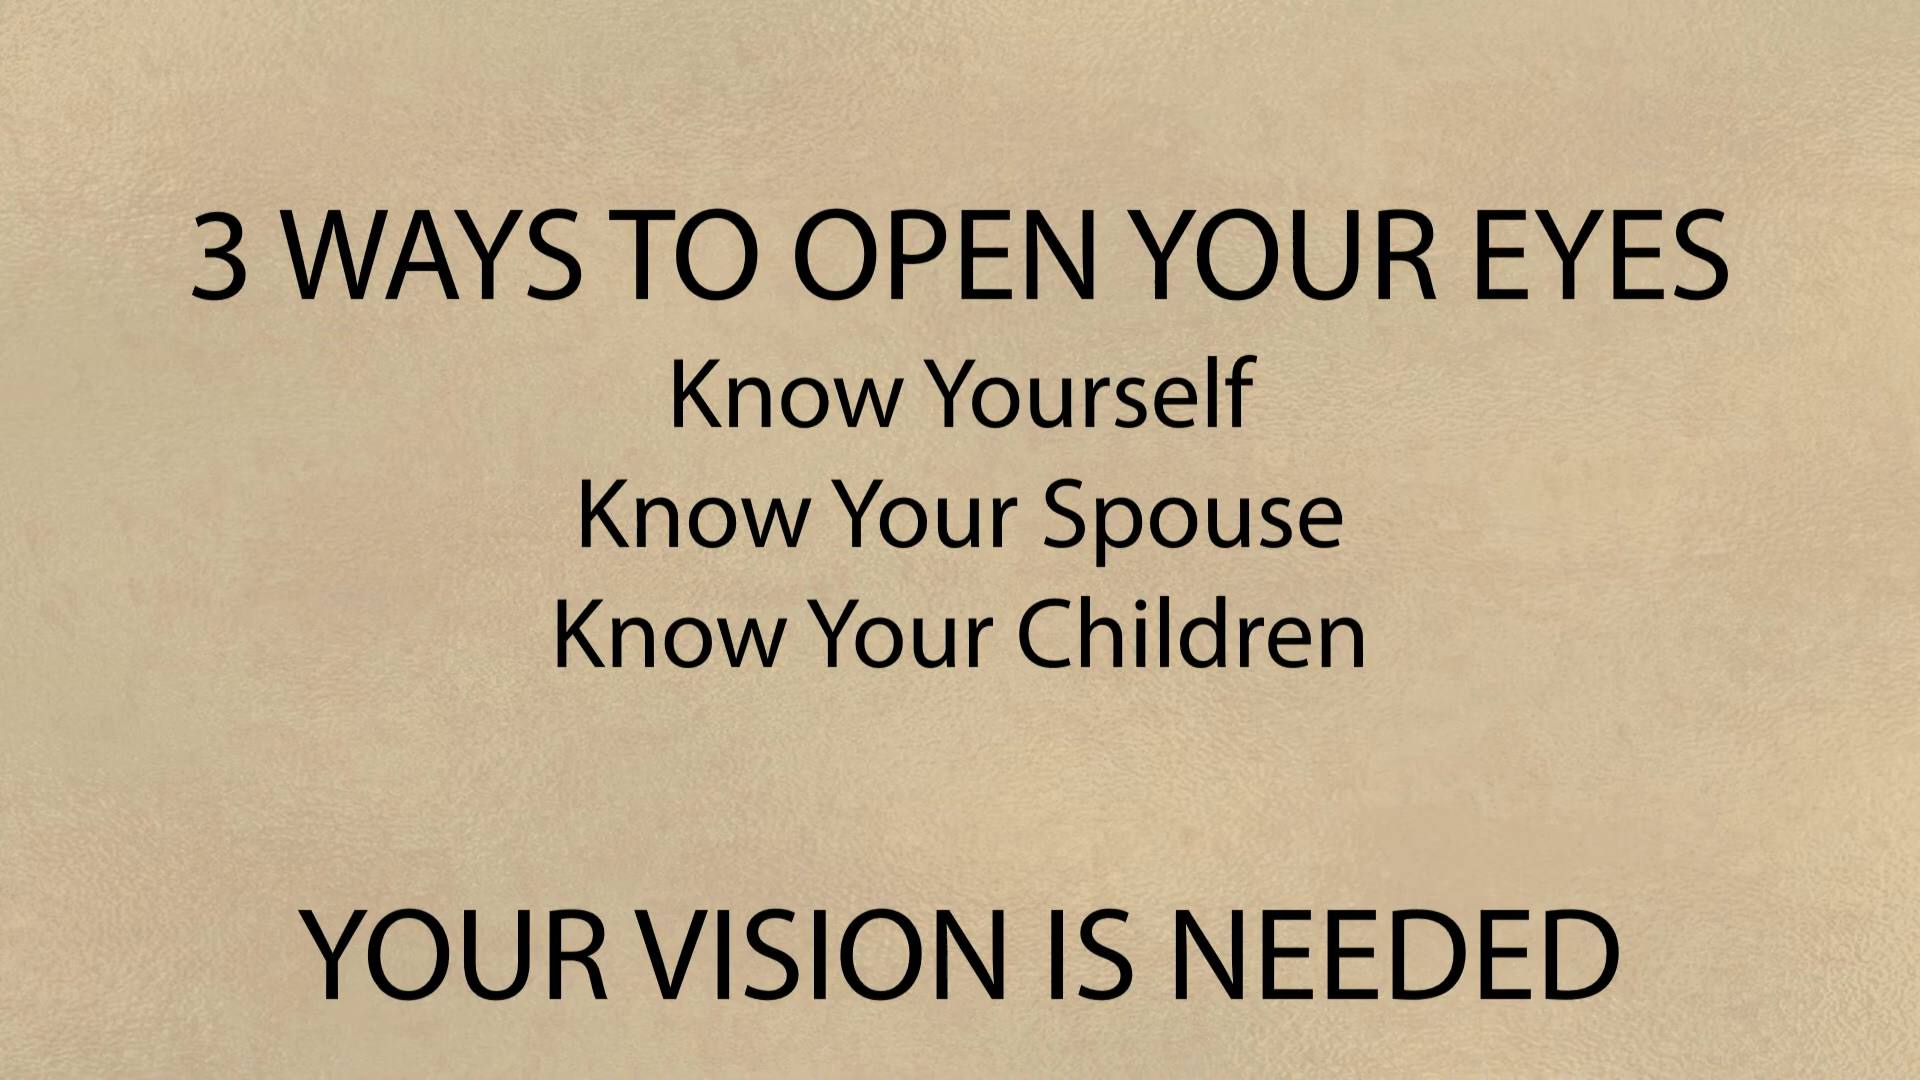 3 WAYS TO OPEN YOUR EYES
Know Yourself
Know Your Spouse
Know Your Children
YOUR VISION IS NEEDED